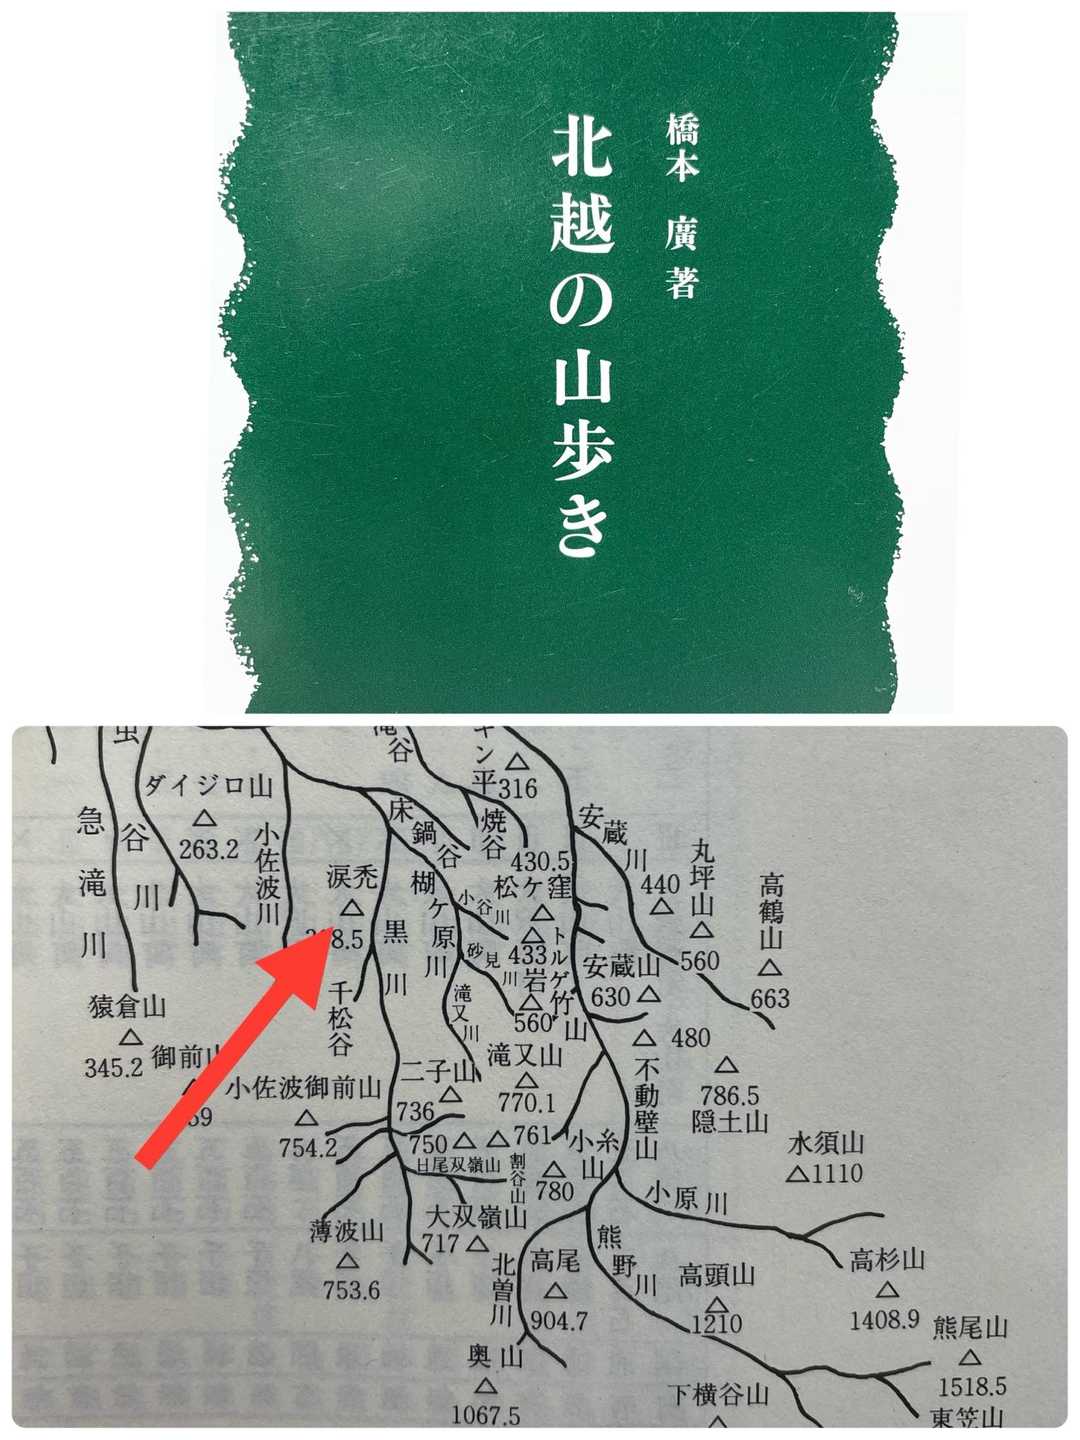 橋本 廣 著
北越の山歩き
谷
キン平
316
ダイジロ山
263.2
急滝川
谷川
小佐波川
床鍋谷
焼谷
430.5
安蔵川
丸坪山
560
440
高鶴山
663
涙禿
8.5
樃ケ原川
小谷川
松ケ窪
433
トルゲ
黒川
砂見川
岩竹山
560
安蔵山
630
千松谷
滝又川
猿倉山
345.2
御前山
小佐波御前山
754.2
二子山
736
滝又山
770.1
480
不動壁山
786.5
隠土山
750
761
日尾双嶺山
割谷山
780
小糸山
水須山
1110
小原川
薄波山
753.6
大双嶺山
717
北曽川
高尾
904.7
熊野川
高頭山
1210
高杉山
1408.9
奥山
1067.5
下横谷山
熊尾山
1518.5
東笠山